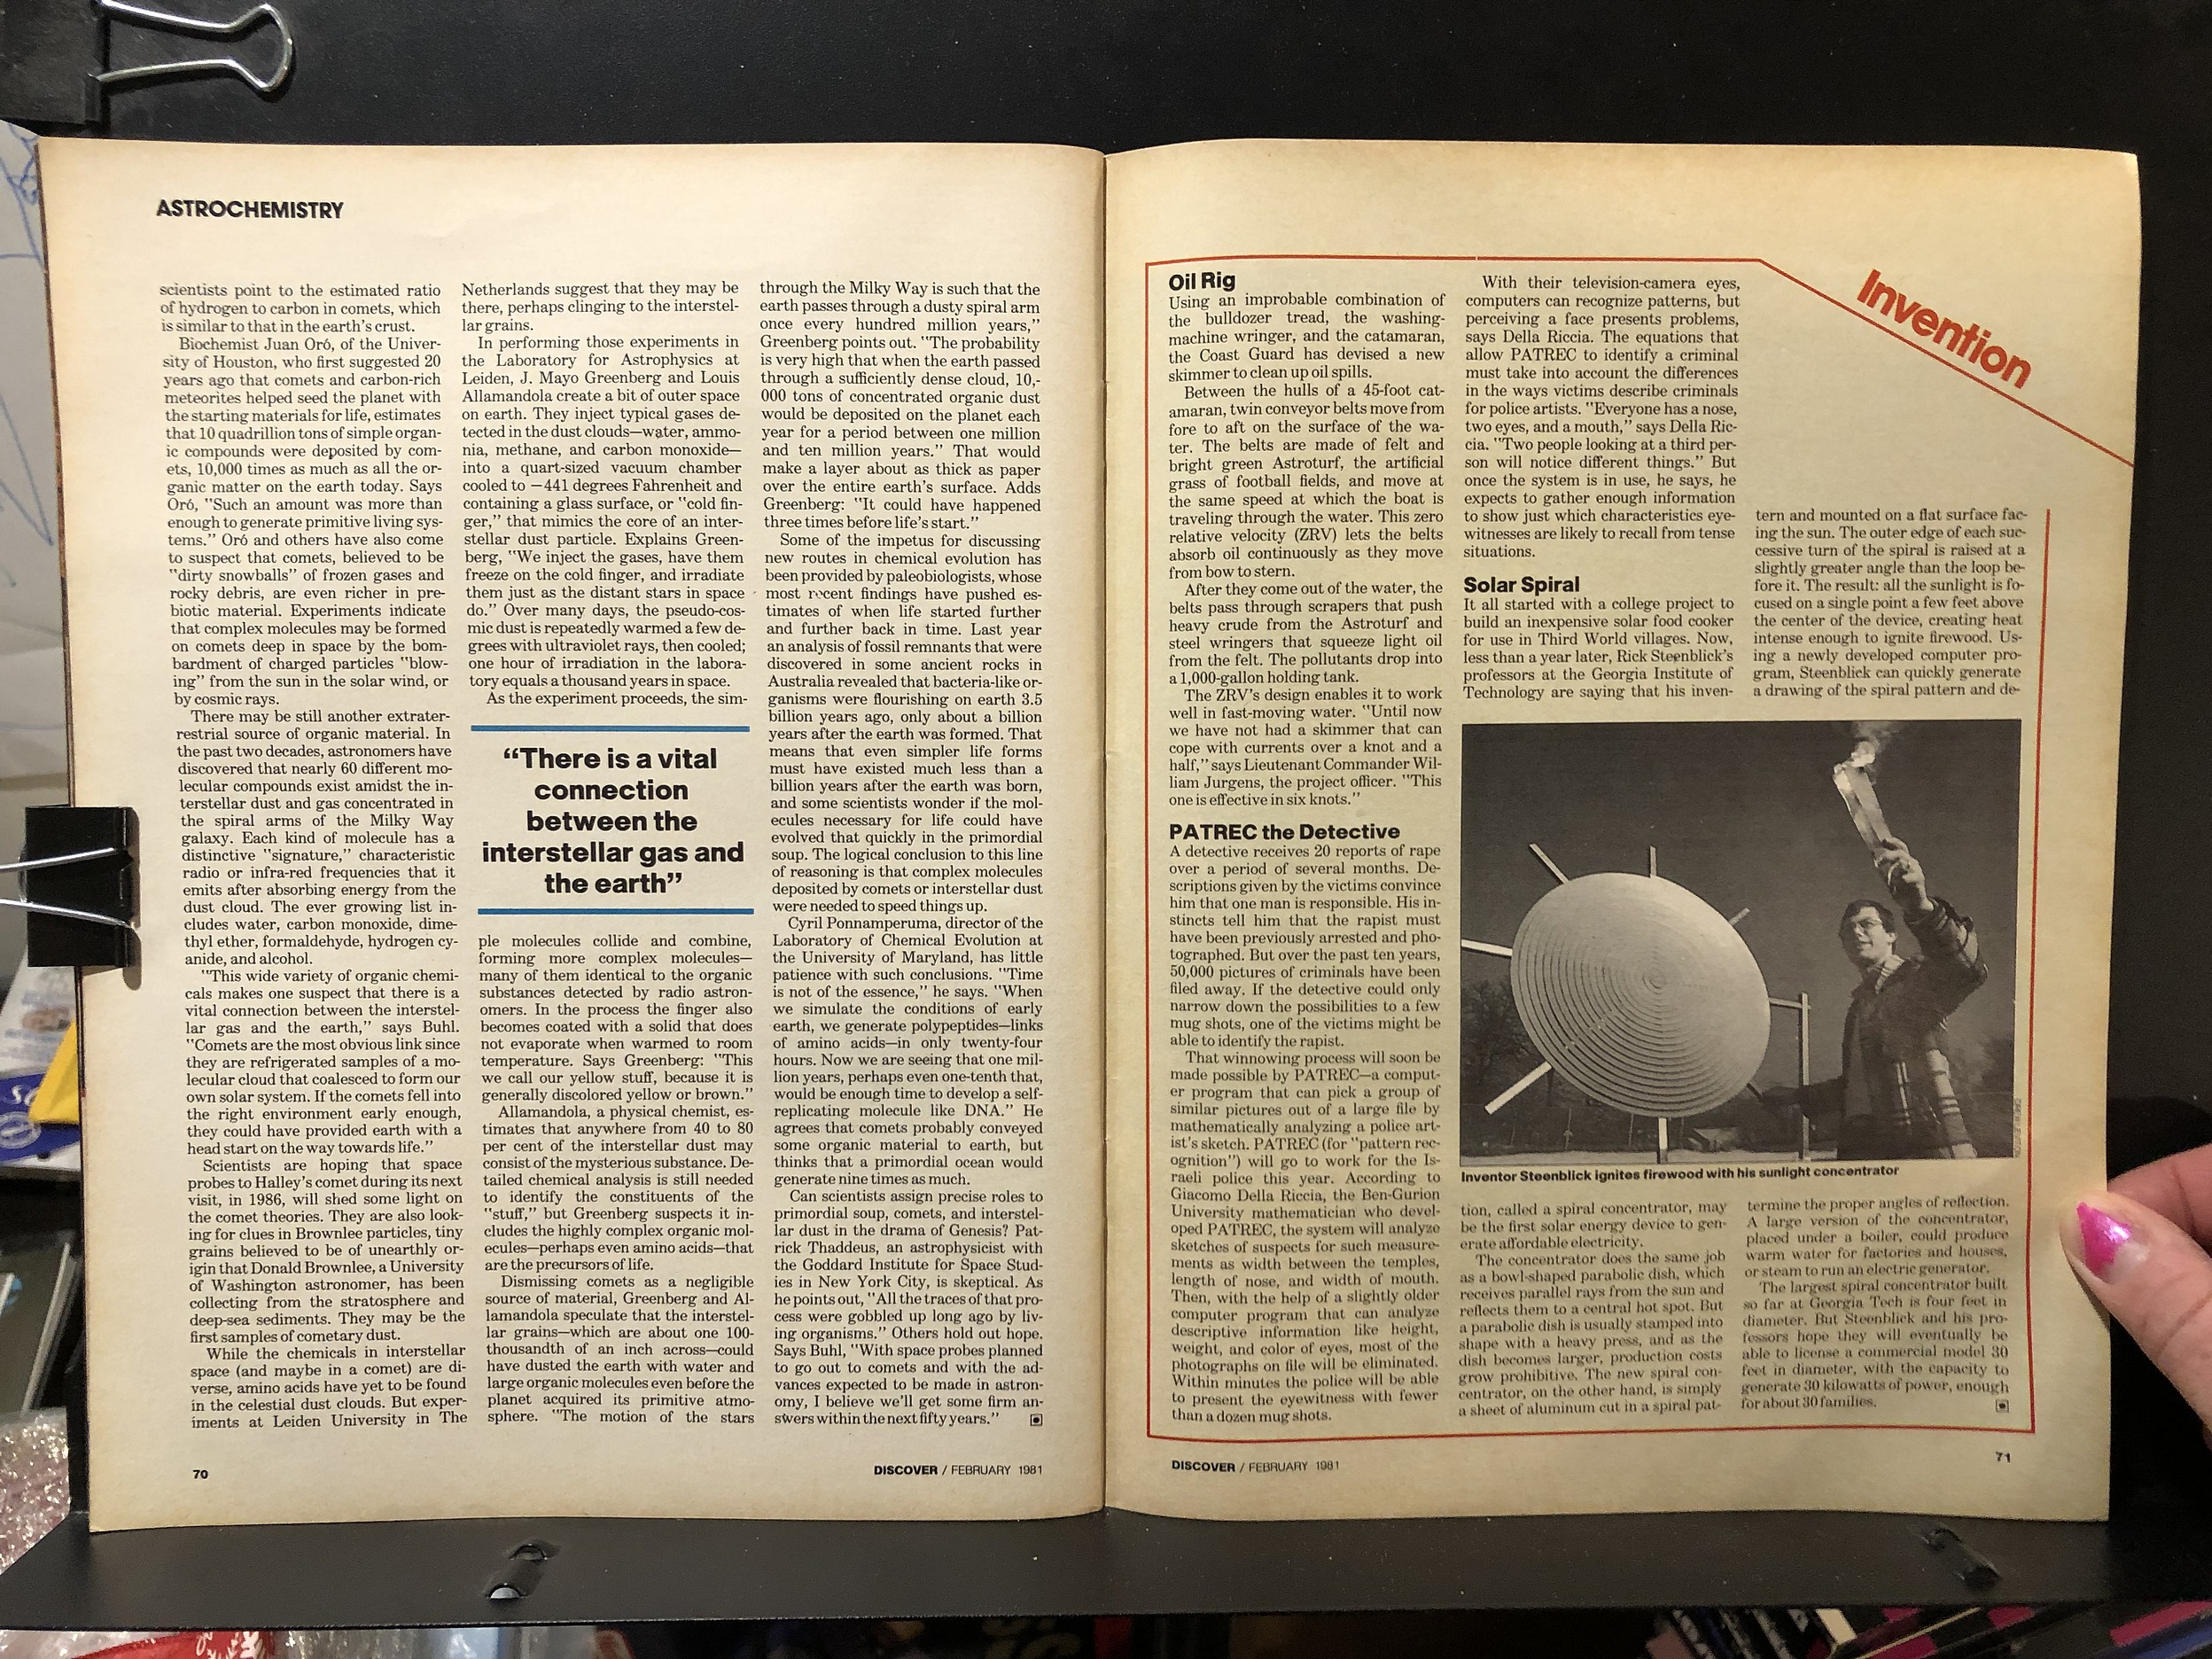 ASTROCHEMISTRY
scientists point to the estimated ratio
of hydrogen to carbon in comets, which
is similar to that in the earth's crust.
Biochemist Juan Oró, of the Univer-
sity of Houston, who first suggested 20
years ago that comets and carbon-rich
meteorites helped seed the planet with
the starting materials for life, estimates
that 10 quadrillion tons of simple organ-
ic compounds were deposited by com-
ets, 10,000 times as much as all the or-
ganic matter on the earth today. Says
Oró, "Such an amount was more than
enough to generate primitive living sys-
tems." Oró and others have also come
to suspect that comets, believed to be
"dirty snowballs" of frozen gases and
rocky debris, are even richer in pre-
biotic material. Experiments indicate
that complex molecules may be formed
on comets deep in space by the bom-
bardment of charged particles "blow-
ing" from the sun in the solar wind, or
by cosmic rays.
There may be still another extrater-
restrial source of organic material. In
the past two decades, astronomers have
discovered that nearly 60 different mo-
lecular compounds exist amidst the in-
terstellar dust and gas concentrated in
the spiral arms of the Milky Way
galaxy. Each kind of molecule has a
distinctive "signature," characteristic
radio or infra-red frequencies that it
emits after absorbing energy from the
dust cloud. The ever growing list in-
cludes water, carbon monoxide, dime-
thyl ether, formaldehyde, hydrogen cy-
anide, and alcohol.
"This wide variety of organic chemi-
cals makes one suspect that there is a
vital connection between the interstel-
lar gas and the earth," says Buhl.
"Comets are the most obvious link since
they are refrigerated samples of a mo-
lecular cloud that coalesced to form our
own solar system. If the comets fell into
the right environment early enough,
they could have provided earth with a
head start on the way towards life."
Scientists are hoping that space
probes to Halley's comet during its next
visit, in 1986, will shed some light on
the comet theories. They are also look-
ing for clues in Brownlee particles, tiny
grains believed to be of unearthly or-
igin that Donald Brownlee, a University
of Washington astronomer, has been
collecting from the stratosphere and
deep-sea sediments. They may be the
first samples of cometary dust.
While the chemicals in interstellar
space (and maybe in a comet) are di-
verse, amino acids have yet to be found
in the celestial dust clouds. But exper-
iments at Leiden University in The
Netherlands suggest that they may be
there, perhaps clinging to the interstel-
lar grains.
In performing those experiments in
the Laboratory for Astrophysics at
Leiden, J. Mayo Greenberg and Louis
Allamandola create a bit of outer space
on earth. They inject typical gases de-
tected in the dust clouds—water, ammo-
nia, methane, and carbon monoxide—
into a quart-sized vacuum chamber
cooled to −441 degrees Fahrenheit and
containing a glass surface, or "cold fin-
ger," that mimics the core of an inter-
stellar dust particle. Explains Green-
berg, "We inject the gases, have them
freeze on the cold finger, and irradiate
them just as the distant stars in space
do." Over many days, the pseudo-cos-
mic dust is repeatedly warmed a few de-
grees with ultraviolet rays, then cooled;
one hour of irradiation in the labora-
tory equals a thousand years in space.
As the experiment proceeds, the sim-
"There is a vital
connection
between the
interstellar gas and
the earth"
ple molecules collide and combine,
forming more complex molecules—
many of them identical to the organic
substances detected by radio astron-
omers. In the process the finger also
becomes coated with a solid that does
not evaporate when warmed to room
temperature. Says Greenberg: "This
we call our yellow stuff, because it is
generally discolored yellow or brown."
Allamandola, a physical chemist, es-
timates that anywhere from 40 to 80
per cent of the interstellar dust may
consist of the mysterious substance. De-
tailed chemical analysis is still needed
to identify the constituents of the
"stuff," but Greenberg suspects it in-
cludes the highly complex organic mol-
ecules—perhaps even amino acids—that
are the precursors of life.
Dismissing comets as a negligible
source of material, Greenberg and Al-
lamandola speculate that the interstel-
lar grains—which are about one 100-
thousandth of an inch across—could
have dusted the earth with water and
large organic molecules even before the
planet acquired its primitive atmo-
sphere. "The motion of the stars
through the Milky Way is such that the
earth passes through a dusty spiral arm
once every hundred million years,"
Greenberg points out. "The probability
is very high that when the earth passed
through a sufficiently dense cloud, 10,-
000 tons of concentrated organic dust
would be deposited on the planet each
year for a period between one million
and ten million years." That would
make a layer about as thick as paper
over the entire earth's surface. Adds
Greenberg: "It could have happened
three times before life's start."
Some of the impetus for discussing
new routes in chemical evolution has
been provided by paleobiologists, whose
most recent findings have pushed es-
timates of when life started further
and further back in time. Last year
an analysis of fossil remnants that were
discovered in some ancient rocks in
Australia revealed that bacteria-like or-
ganisms were flourishing on earth 3.5
billion years ago, only about a billion
years after the earth was formed. That
means that even simpler life forms
must have existed much less than a
billion years after the earth was born,
and some scientists wonder if the mol-
ecules necessary for life could have
evolved that quickly in the primordial
soup. The logical conclusion to this line
of reasoning is that complex molecules
deposited by comets or interstellar dust
were needed to speed things up.
Cyril Ponnamperuma, director of the
Laboratory of Chemical Evolution at
the University of Maryland, has little
patience with such conclusions. "Time
is not of the essence," he says. "When
we simulate the conditions of early
earth, we generate polypeptides—links
of amino acids—in only twenty-four
hours. Now we are seeing that one mil-
lion years, perhaps even one-tenth that,
would be enough time to develop a self-
replicating molecule like DNA." He
agrees that comets probably conveyed
some organic material to earth, but
thinks that a primordial ocean would
generate nine times as much.
Can scientists assign precise roles to
primordial soup, comets, and interstel-
lar dust in the drama of Genesis? Pat-
rick Thaddeus, an astrophysicist with
the Goddard Institute for Space Stud-
ies in New York City, is skeptical. As
he points out, "All the traces of that pro-
cess were gobbled up long ago by liv-
ing organisms." Others hold out hope.
Says Buhl, "With space probes planned
to go out to comets and with the ad-
vances expected to be made in astron-
omy, I believe we'll get some firm an-
swers within the next fifty years."
70
DISCOVER / FEBRUARY 1981
Invention
Oil Rig
Using an improbable combination of
the bulldozer tread, the washing-
machine wringer, and the catamaran,
the Coast Guard has devised a new
skimmer to clean up oil spills.
Between the hulls of a 45-foot cat-
amaran, twin conveyor belts move from
fore to aft on the surface of the wa-
ter. The belts are made of felt and
bright green Astroturf, the artificial
grass of football fields, and move at
the same speed at which the boat is
traveling through the water. This zero
relative velocity (ZRV) lets the belts
absorb oil continuously as they move
from bow to stern.
After they come out of the water, the
belts pass through scrapers that push
heavy crude from the Astroturf and
steel wringers that squeeze light oil
from the felt. The pollutants drop into
a 1,000-gallon holding tank.
The ZRV's design enables it to work
well in fast-moving water. "Until now
we have not had a skimmer that can
cope with currents over a knot and a
half," says Lieutenant Commander Wil-
liam Jurgens, the project officer. "This
one is effective in six knots."
PATREC the Detective
A detective receives 20 reports of rape
over a period of several months. De-
scriptions given by the victims convince
him that one man is responsible. His in-
stincts tell him that the rapist must
have been previously arrested and pho-
tographed. But over the past ten years,
50,000 pictures of criminals have been
filed away. If the detective could only
narrow down the possibilities to a few
mug shots, one of the victims might be
able to identify the rapist.
That winnowing process will soon be
made possible by PATREC—a comput-
er program that can pick a group of
similar pictures out of a large file by
mathematically analyzing a police art-
ist's sketch. PATREC (for "pattern rec-
ognition") will go to work for the Is-
raeli police this year. According to
Giacomo Della Riccia, the Ben-Gurion
University mathematician who devel-
oped PATREC, the system will analyze
sketches of suspects for such measure-
ments as width between the temples,
length of nose, and width of mouth.
Then, with the help of a slightly older
computer program that can analyze
descriptive information like height,
weight, and color of eyes, most of the
photographs on file will be eliminated.
Within minutes the police will be able
to present the eyewitness with fewer
than a dozen mug shots.
With their television-camera eyes,
computers can recognize patterns, but
perceiving a face presents problems,
says Della Riccia. The equations that
allow PATREC to identify a criminal
must take into account the differences
in the ways victims describe criminals
for police artists. "Everyone has a nose,
two eyes, and a mouth," says Della Ric-
cia. "Two people looking at a third per-
son will notice different things." But
once the system is in use, he says, he
expects to gather enough information
to show just which characteristics eye-
witnesses are likely to recall from tense
situations.
Solar Spiral
It all started with a college project to
build an inexpensive solar food cooker
for use in Third World villages. Now,
less than a year later, Rick Steenblick's
professors at the Georgia Institute of
Technology are saying that his inven-
tion, called a spiral concentrator, may
be the first solar energy device to gen-
erate affordable electricity.
The concentrator does the same job
as a bowl-shaped parabolic dish, which
receives parallel rays from the sun and
reflects them to a central hot spot. But
a parabolic dish is usually stamped into
shape with a heavy press, and as the
dish becomes larger, production costs
grow prohibitive. The new spiral con-
centrator, on the other hand, is simply
a sheet of aluminum cut in a spiral pat-
tern and mounted on a flat surface fac-
ing the sun. The outer edge of each suc-
cessive turn of the spiral is raised at a
slightly greater angle than the loop be-
fore it. The result: all the sunlight is fo-
cused on a single point a few feet above
the center of the device, creating heat
intense enough to ignite firewood. Us-
ing a newly developed computer pro-
gram, Steenblick can quickly generate
a drawing of the spiral pattern and de-
termine the proper angles of reflection.
A large version of the concentrator,
placed under a boiler, could produce
warm water for factories and houses,
or steam to run an electric generator.
The largest spiral concentrator built
so far at Georgia Tech is four feet in
diameter. But Steenblick and his pro-
fessors hope they will eventually be
able to license a commercial model 30
feet in diameter, with the capacity to
generate 30 kilowatts of power, enough
for about 30 families.
Inventor Steenblick ignites firewood with his sunlight concentrator
DISCOVER / FEBRUARY 1981
71